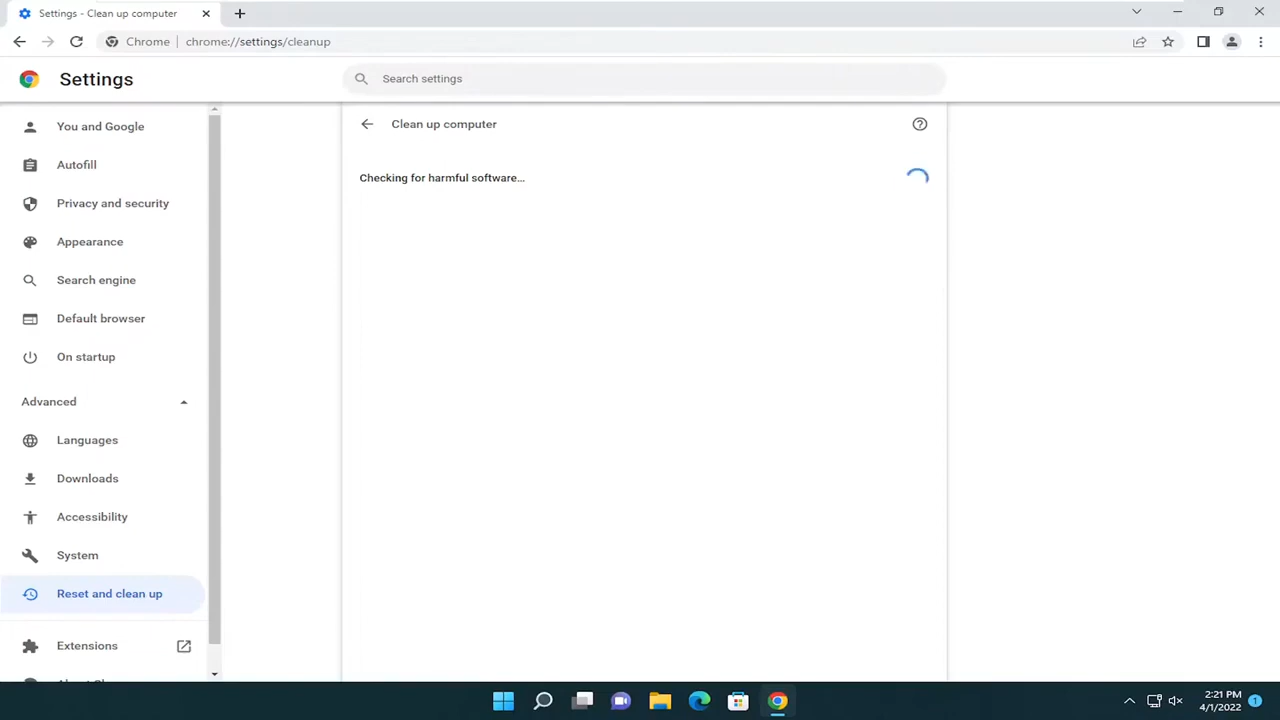 Settings - Clean up computer
Chrome
chrome://settings/cleanup
Settings
Search settings
You and Google
Autofill
Privacy and security
Appearance
Search engine
Default browser
On startup
Advanced
Languages
Downloads
Accessibility
System
Reset and clean up
Extensions
Clean up computer
Checking for harmful software...
2:21 PM
4/1/2022
1